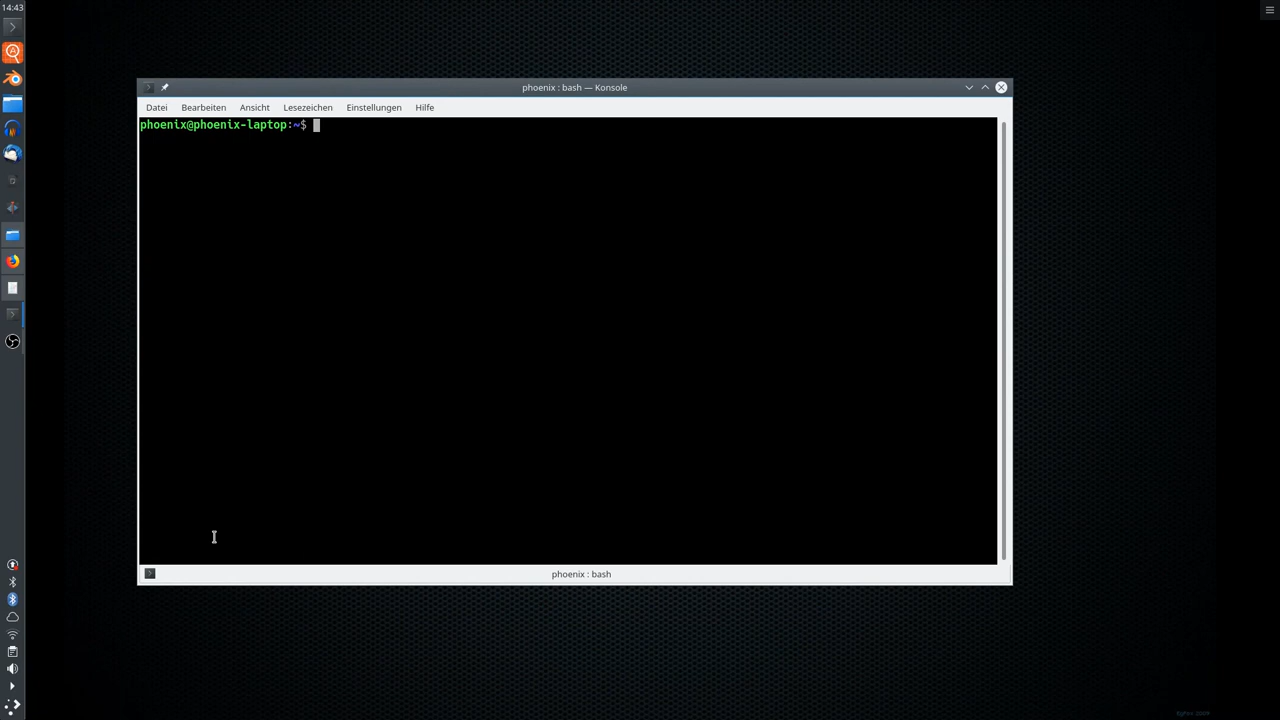 14:43
phoenix : bash — Konsole
Datei Bearbeiten Ansicht Lesezeichen Einstellungen Hilfe
phoenix@phoenix-laptop:~$
phoenix : bash